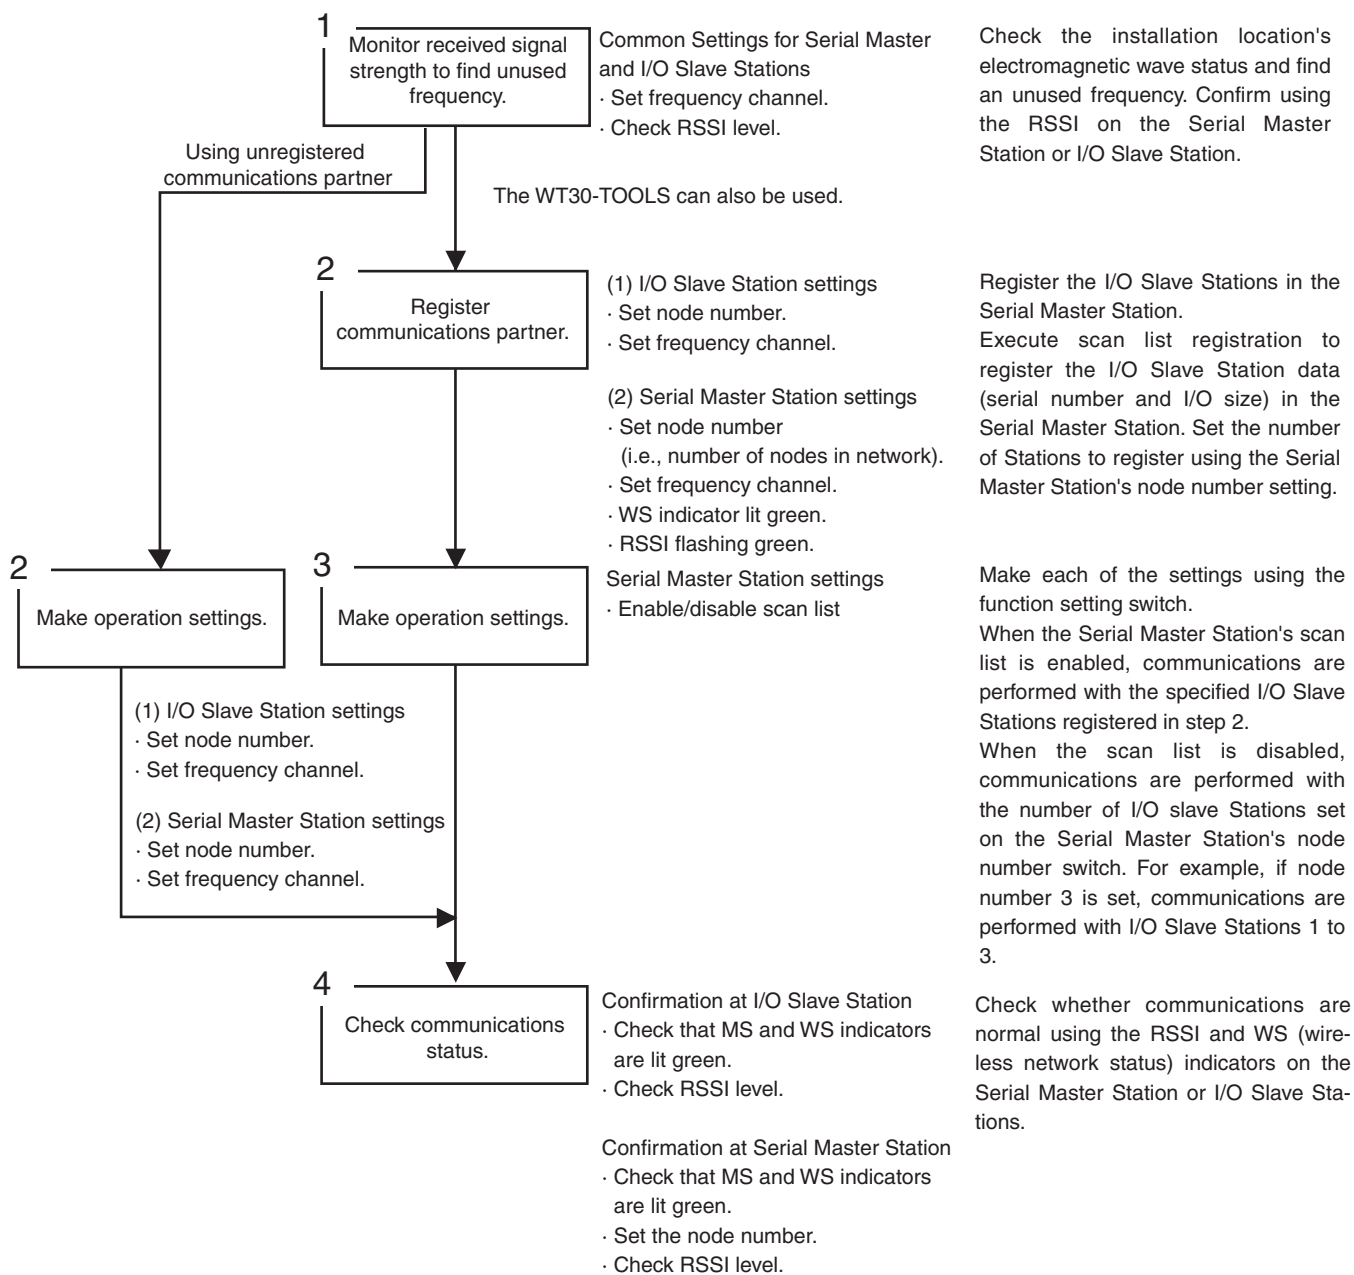 1
Monitor received signal
strength to find unused
frequency.
Common Settings for Serial Master
and I/O Slave Stations
· Set frequency channel.
· Check RSSI level.
Check the installation location's
electromagnetic wave status and find
an unused frequency. Confirm using
the RSSI on the Serial Master
Station or I/O Slave Station.
Using unregistered
communications partner
The WT30-TOOLS can also be used.
2
Register
communications partner.
(1) I/O Slave Station settings
· Set node number.
· Set frequency channel.
(2) Serial Master Station settings
· Set node number
(i.e., number of nodes in network).
· Set frequency channel.
· WS indicator lit green.
· RSSI flashing green.
Register the I/O Slave Stations in the
Serial Master Station.
Execute scan list registration to
register the I/O Slave Station data
(serial number and I/O size) in the
Serial Master Station. Set the number
of Stations to register using the Serial
Master Station's node number setting.
2
Make operation settings.
3
Make operation settings.
Serial Master Station settings
· Enable/disable scan list
Make each of the settings using the
function setting switch.
When the Serial Master Station's scan
list is enabled, communications are
performed with the specified I/O Slave
Stations registered in step 2.
When the scan list is disabled,
communications are performed with
the number of I/O slave Stations set
on the Serial Master Station's node
number switch. For example, if node
number 3 is set, communications are
performed with I/O Slave Stations 1 to
3.
(1) I/O Slave Station settings
· Set node number.
· Set frequency channel.
(2) Serial Master Station settings
· Set node number.
· Set frequency channel.
4
Check communications
status.
Confirmation at I/O Slave Station
· Check that MS and WS indicators
are lit green.
· Check RSSI level.
Confirmation at Serial Master Station
· Check that MS and WS indicators
are lit green.
· Set the node number.
· Check RSSI level.
Check whether communications are
normal using the RSSI and WS (wire-
less network status) indicators on the
Serial Master Station or I/O Slave Sta-
tions.